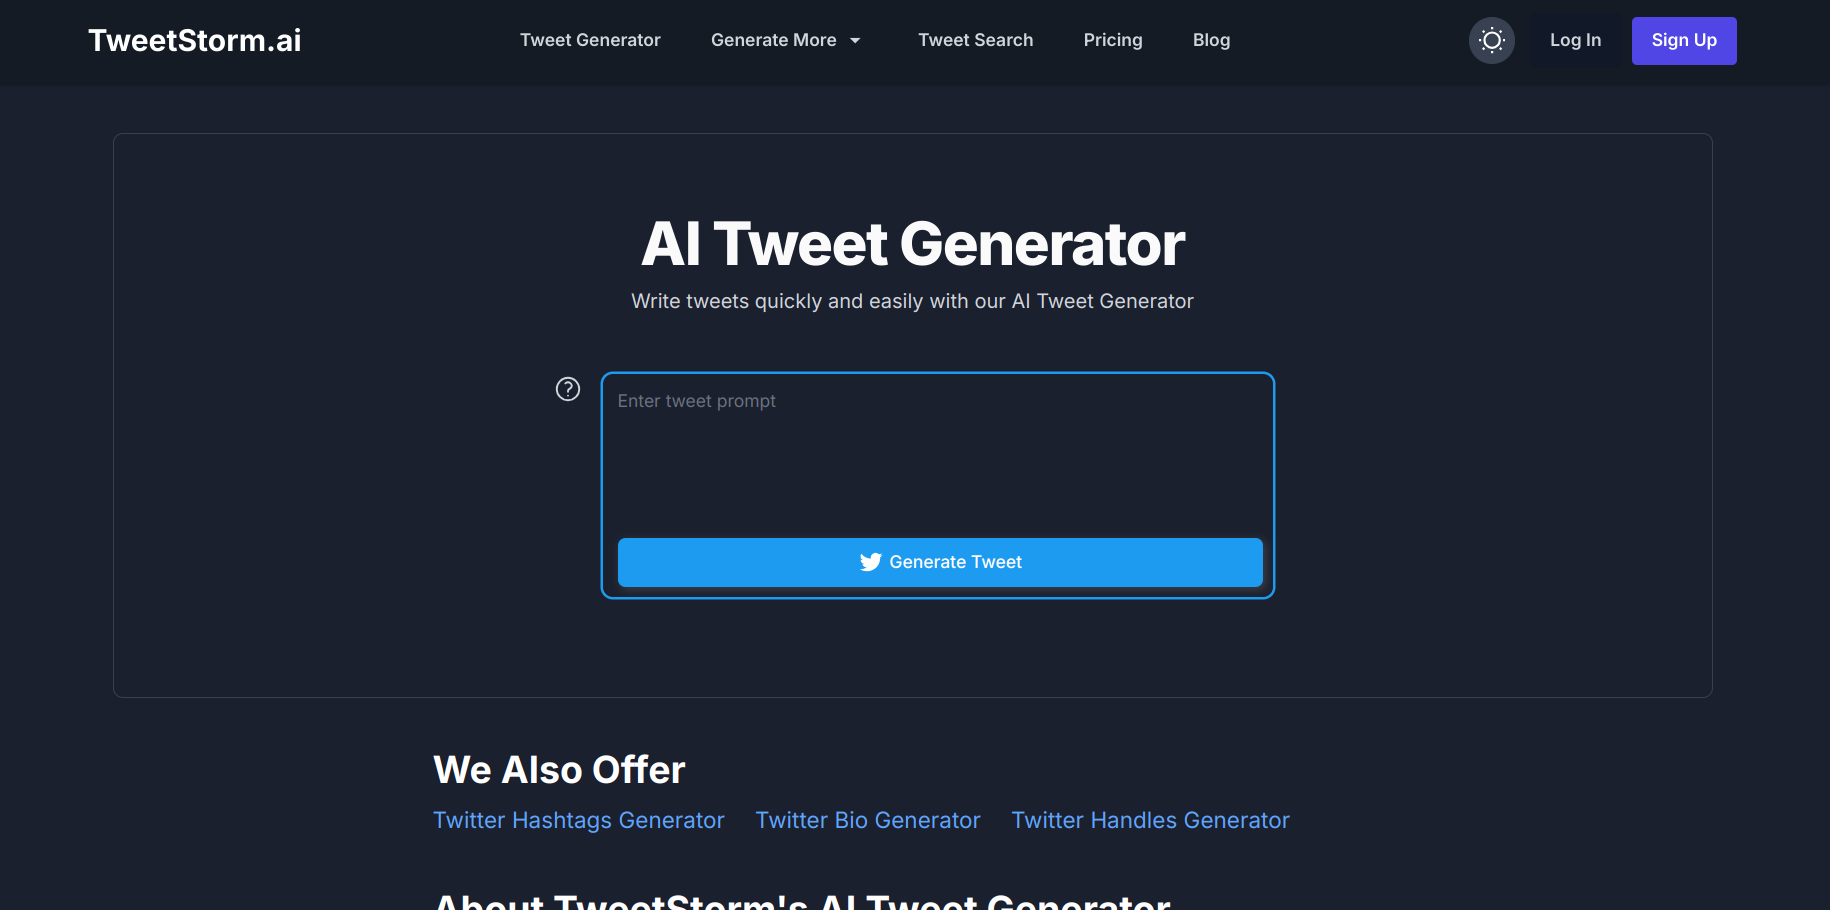 TweetStorm.ai
Tweet Generator
Generate More
Tweet Search
Pricing
Blog
Log In
Sign Up
AI Tweet Generator
Write tweets quickly and easily with our AI Tweet Generator
?
Enter tweet prompt
Generate Tweet
We Also Offer
Twitter Hashtags Generator
Twitter Bio Generator
Twitter Handles Generator
About TweetStorm's AI Tweet Generator